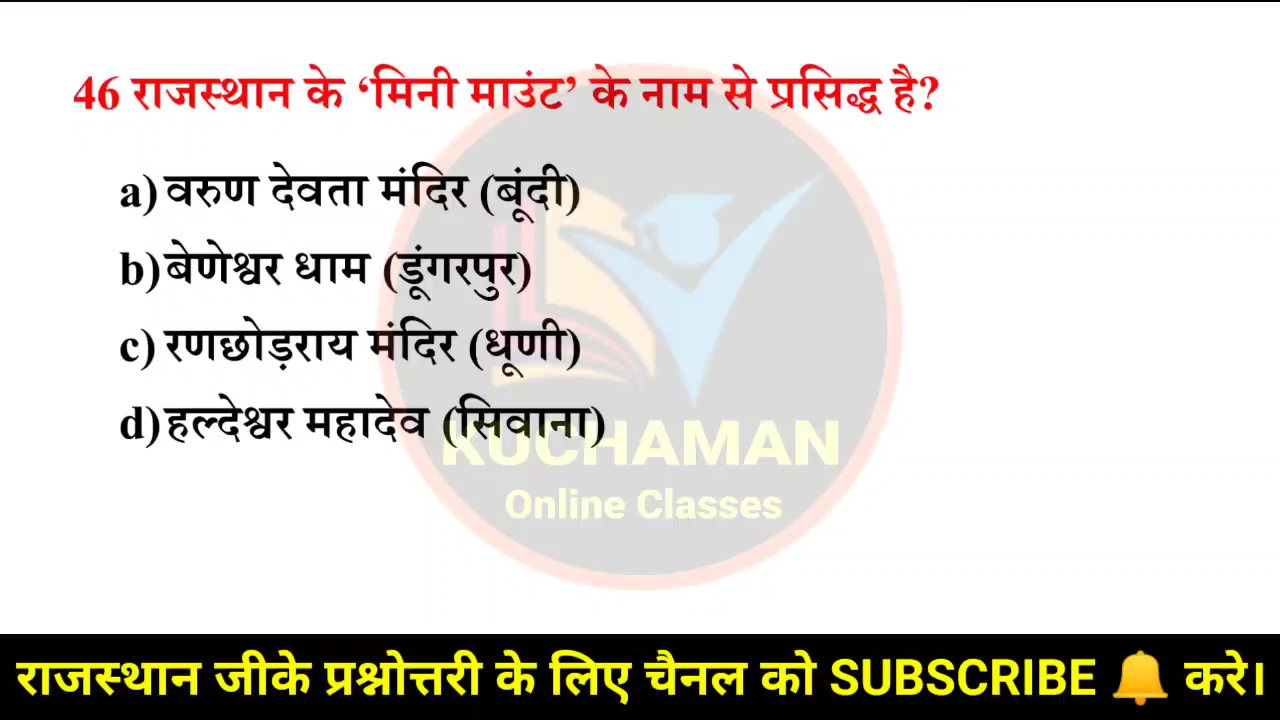 46 राजस्थान के ‘मिनी माउंट’ के नाम से प्रसिद्ध है?
a) वरुण देवता मंदिर (बूंदी)
b) बेणेश्वर धाम (डूंगरपुर)
c) रणछोड़राय मंदिर (धूणी)
d) हल्देश्वर महादेव (सिवाना)
KUCHAMAN
Online Classes
राजस्थान जीके प्रश्नोत्तरी के लिए चैनल को SUBSCRIBE 🔔 करे।